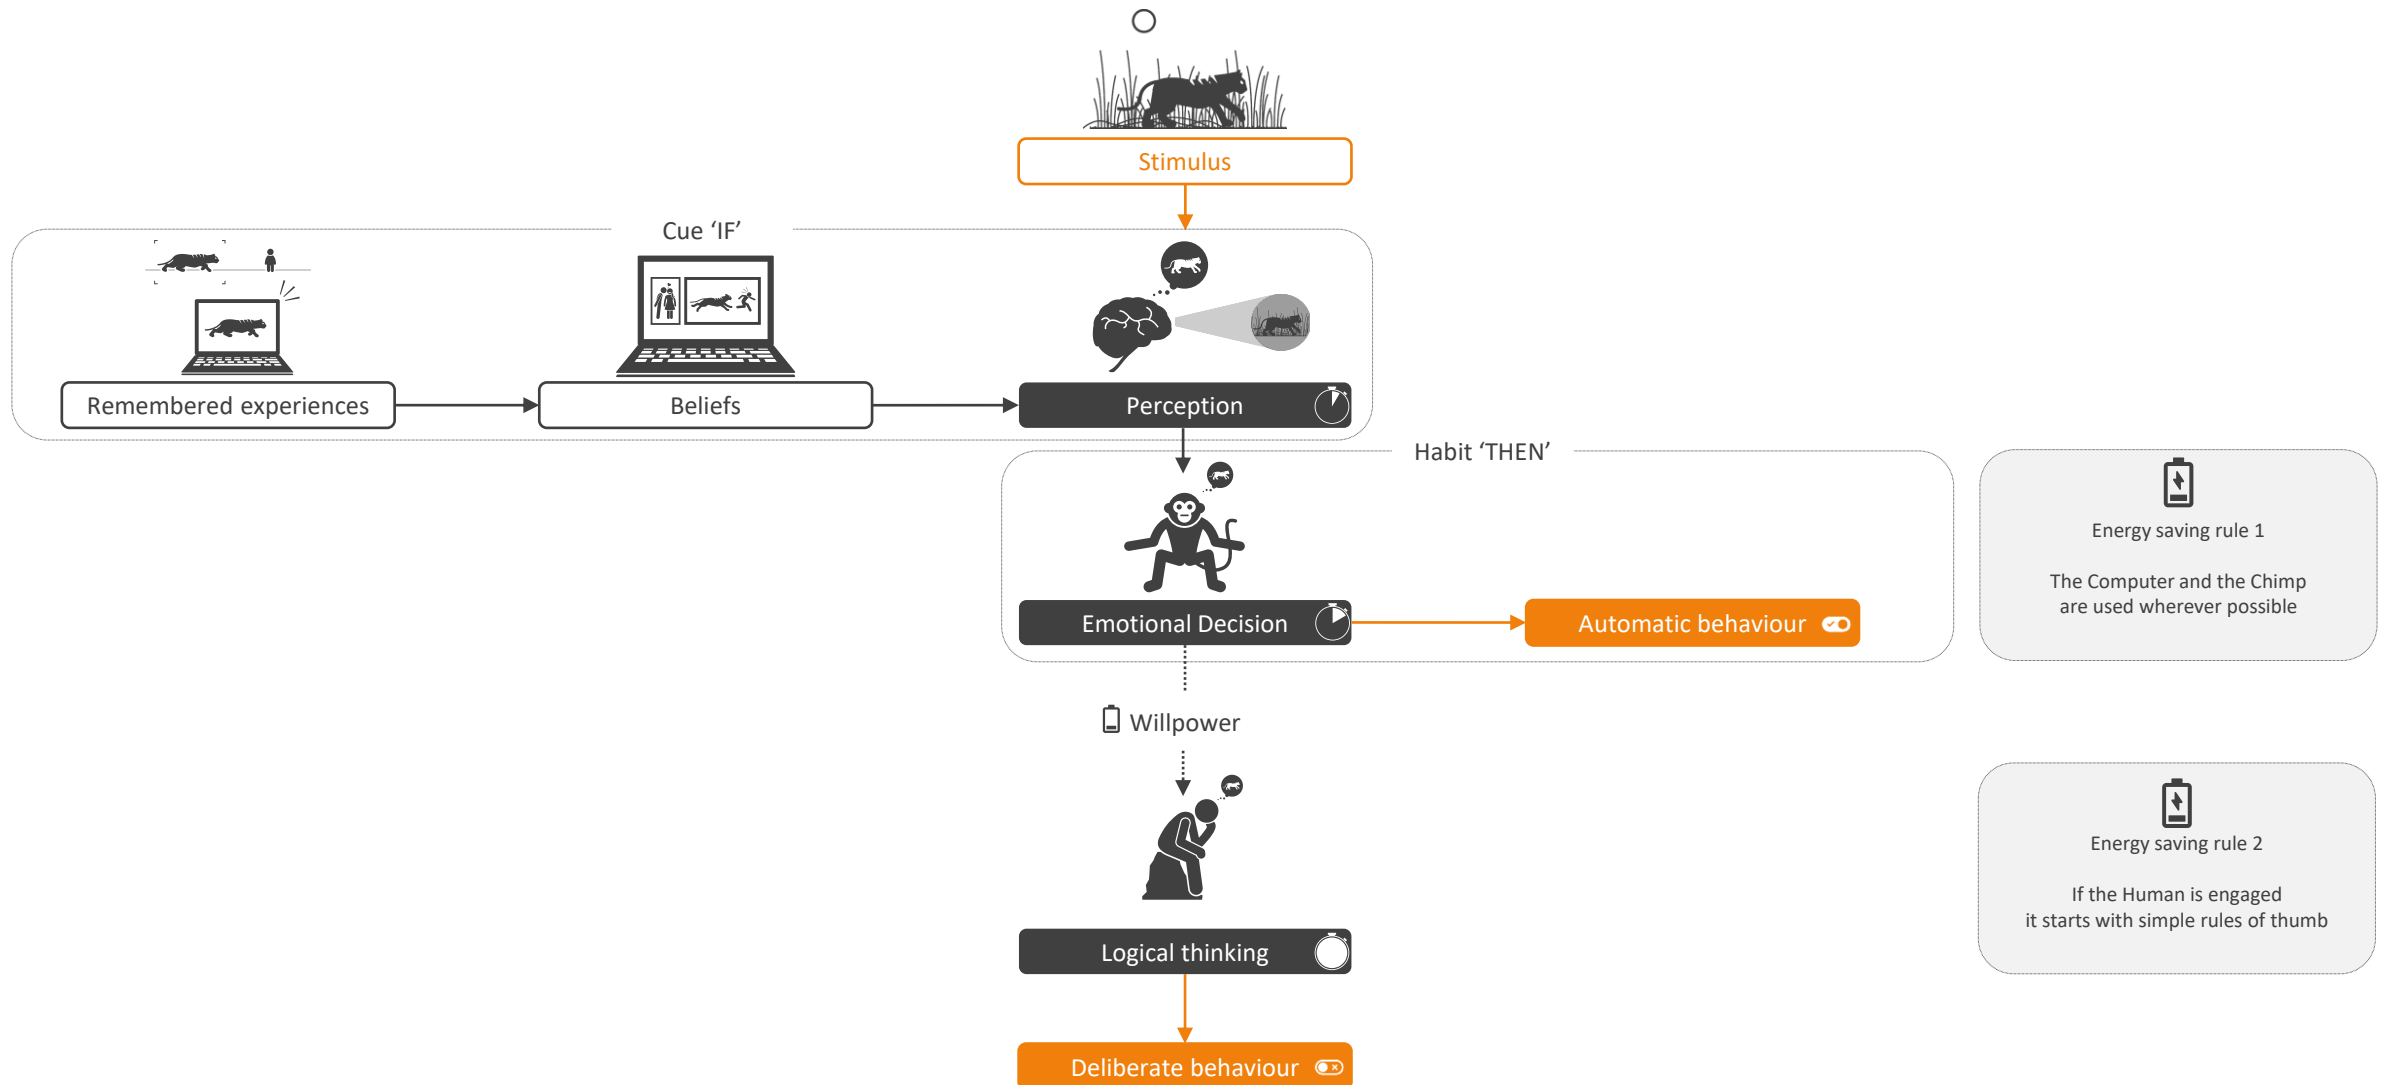 Stimulus
Cue ‘IF’
Remembered experiences
Beliefs
Perception
Habit ‘THEN’
Emotional Decision
Automatic behaviour
Energy saving rule 1
The Computer and the Chimp
are used wherever possible
Willpower
Energy saving rule 2
If the Human is engaged
it starts with simple rules of thumb
Logical thinking
Deliberate behaviour